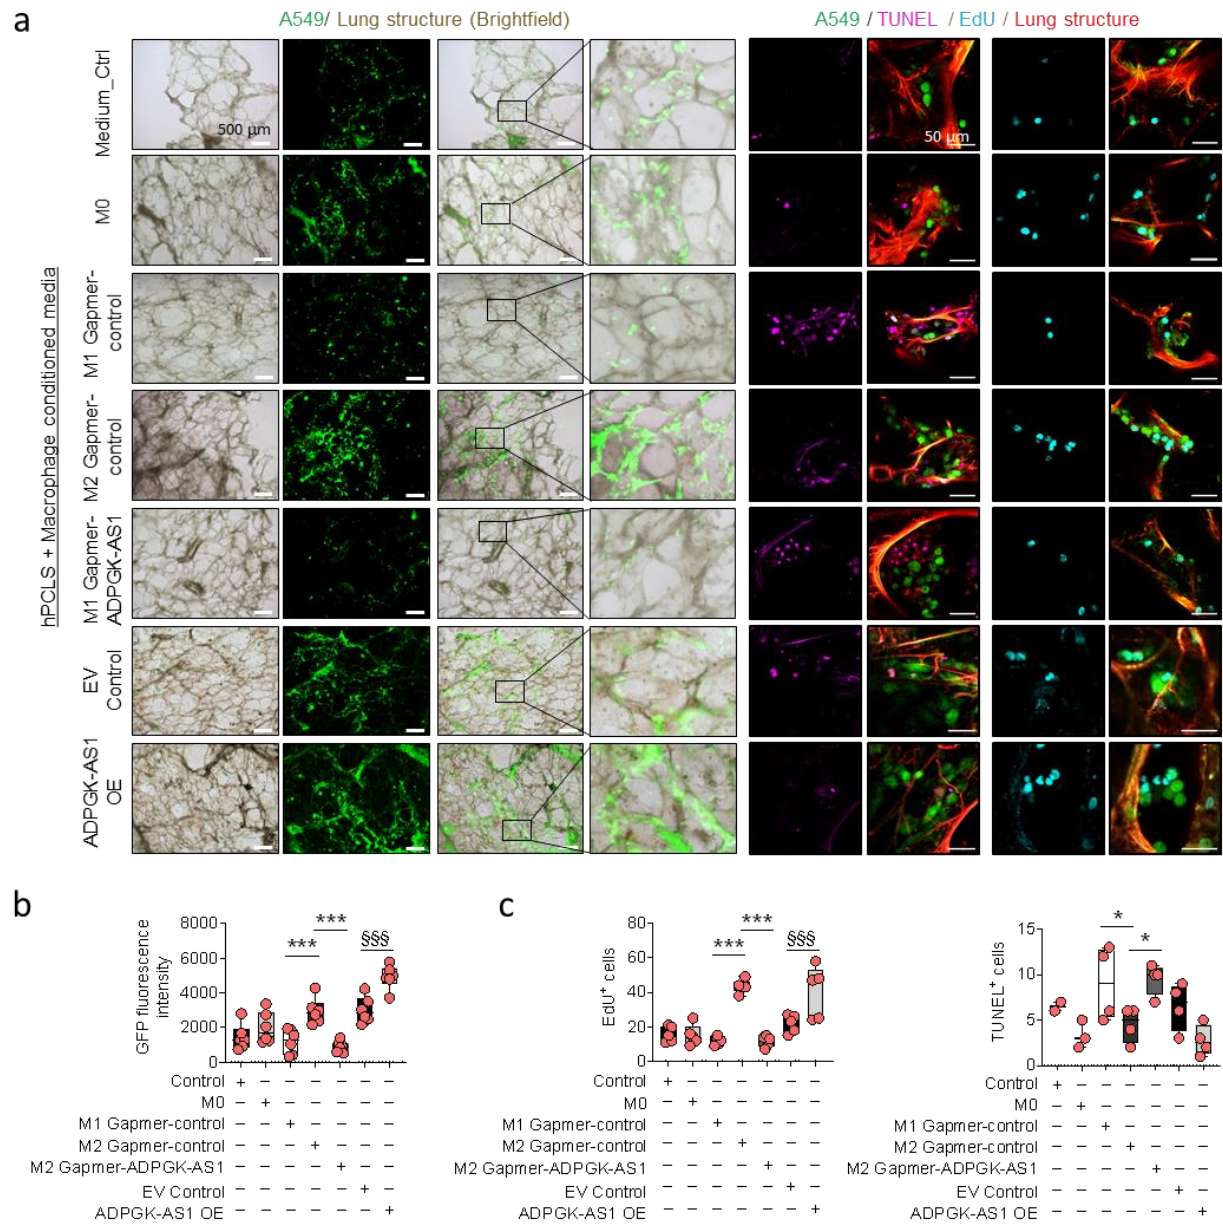 a
A549/ Lung structure (Brightfield)
A549 / TUNEL / EdU / Lung structure
hPCLS + Macrophage conditioned media
Medium_Ctrl
500 µm
50 µm
M0
M1 Gapmer-
control
M2 Gapmer-
control
M1 Gapmer-
ADPGK-AS1
EV
Control
ADPGK-AS1
OE
b
GFP fluorescence
intensity
8000
6000
4000
2000
0
***
***
§§§
Control + – – – – – –
M0 – + – – – – –
M1 Gapmer-control – – + – – – –
M2 Gapmer-control – – – + – – –
M2 Gapmer-ADPGK-AS1 – – – – + – –
EV Control – – – – – + –
ADPGK-AS1 OE – – – – – – +
c
EdU+ cells
80
60
40
20
0
***
***
§§§
Control + – – – – – –
M0 – + – – – – –
M1 Gapmer-control – – + – – – –
M2 Gapmer-control – – – + – – –
M2 Gapmer-ADPGK-AS1 – – – – + – –
EV Control – – – – – + –
ADPGK-AS1 OE – – – – – – +
TUNEL+ cells
15
10
5
0
*
*
Control + – – – – – –
M0 – + – – – – –
M1 Gapmer-control – – + – – – –
M2 Gapmer-control – – – + – – –
M2 Gapmer-ADPGK-AS1 – – – – + – –
EV Control – – – – – + –
ADPGK-AS1 OE – – – – – – +